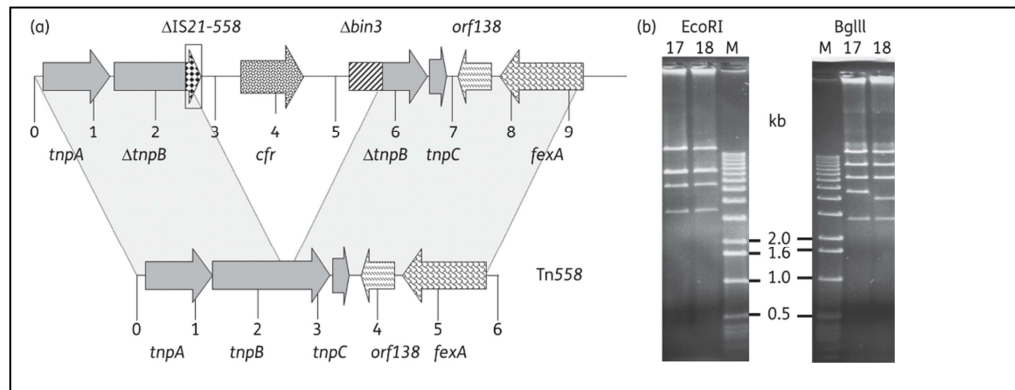 (a)
ΔIS21-558 Δbin3 orf138
0 1 2 3 4 5 6 7 8 9
tnpA ΔtnpB cfr ΔtnpB tnpC fexA
Tn558
0 1 2 3 4 5 6
tnpA tnpB tnpC orf138 fexA
(b)
EcoRI BglII
17 18 M M 17 18
kb
2.0
1.6
1.0
0.5